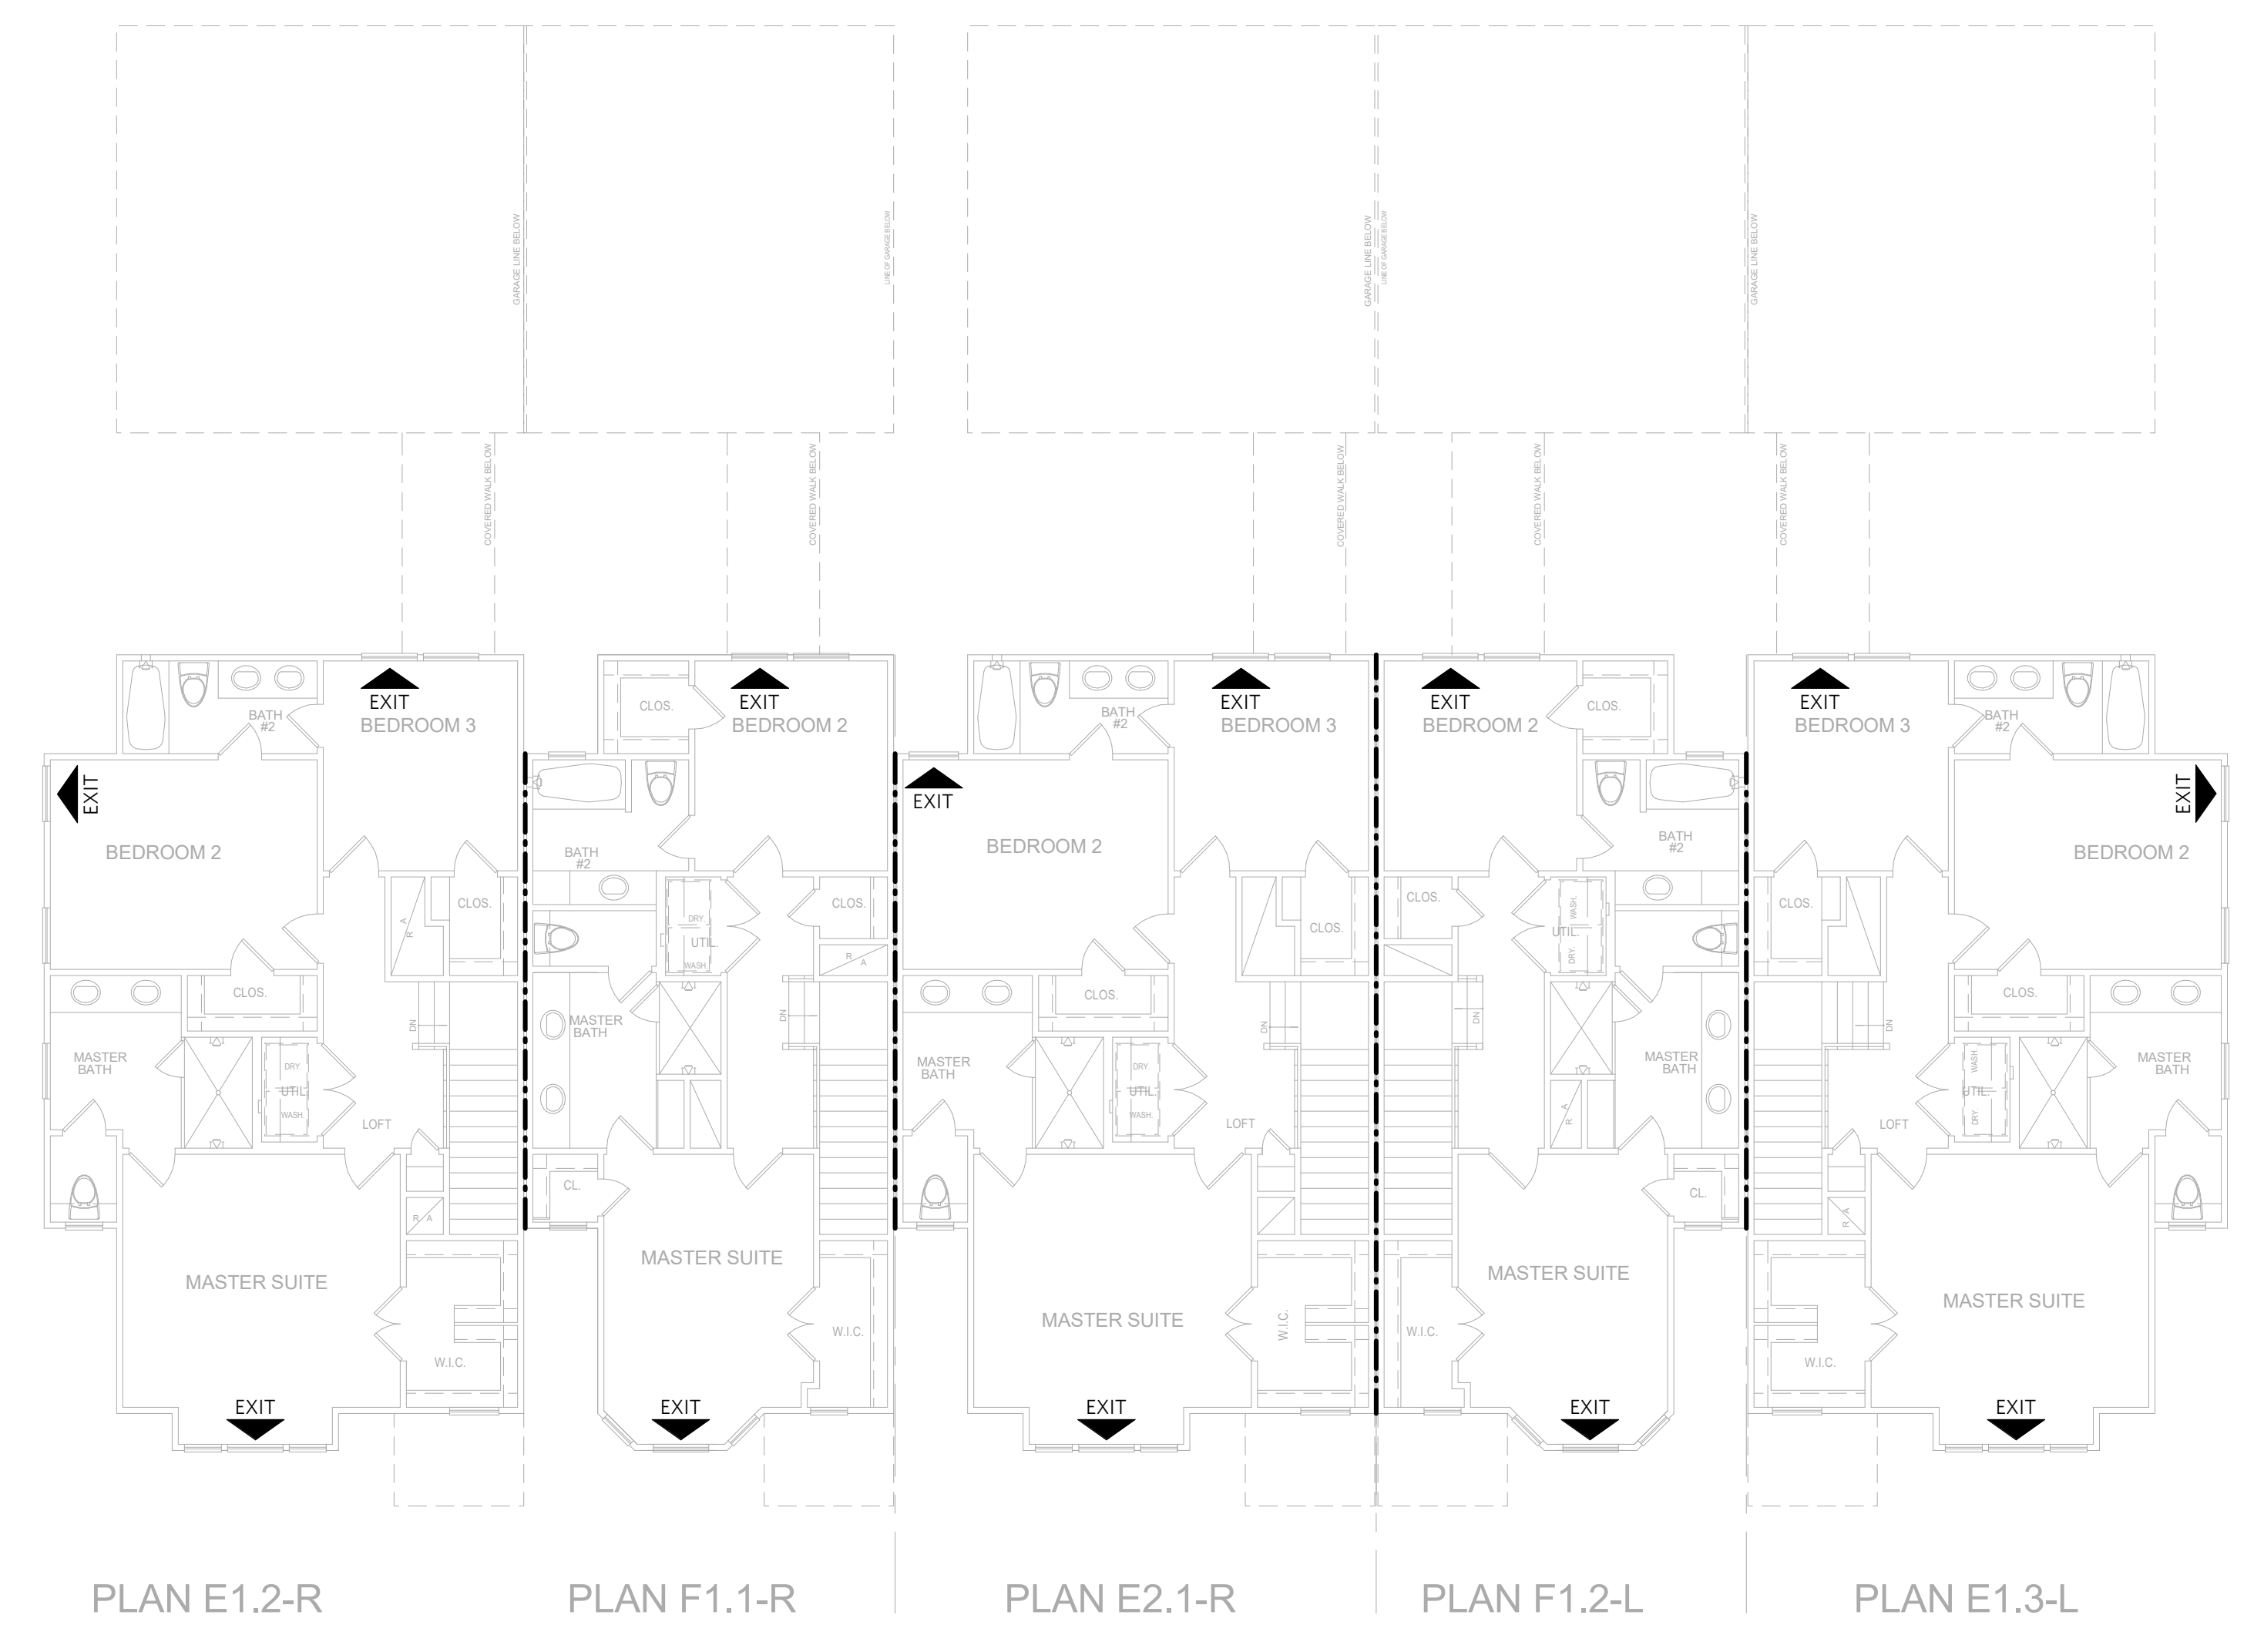 GARAGE LINE BELOW
LINE OF GARAGE BELOW
GARAGE LINE BELOW
LINE OF GARAGE BELOW
GARAGE LINE BELOW
COVERED WALK BELOW
COVERED WALK BELOW
COVERED WALK BELOW
COVERED WALK BELOW
COVERED WALK BELOW
EXIT
BEDROOM 3
BATH
#2
EXIT
BEDROOM 2
CLOS.
R A
CLOS.
MASTER
BATH
DRY.
UTIL.
WASH.
DN
LOFT
R A
MASTER SUITE
W.I.C.
EXIT
CLOS.
EXIT
BEDROOM 2
BATH
#2
DRY.
UTIL.
WASH.
CLOS.
R
A
MASTER
BATH
DN
CL.
MASTER SUITE
W.I.C.
EXIT
EXIT
BEDROOM 3
BATH
#2
EXIT
BEDROOM 2
CLOS.
CLOS.
MASTER
BATH
DRY.
UTIL.
WASH.
DN
LOFT
MASTER SUITE
W.I.C.
EXIT
EXIT
BEDROOM 2
CLOS.
BATH
#2
CLOS.
WASH.
UTIL.
DRY.
DN
MASTER
BATH
R A
CL.
MASTER SUITE
W.I.C.
EXIT
EXIT
BEDROOM 3
BATH
#2
EXIT
BEDROOM 2
CLOS.
CLOS.
DN
WASH.
UTIL.
DRY.
MASTER
BATH
LOFT
R A
MASTER SUITE
W.I.C.
EXIT
PLAN E1.2-R
PLAN F1.1-R
PLAN E2.1-R
PLAN F1.2-L
PLAN E1.3-L